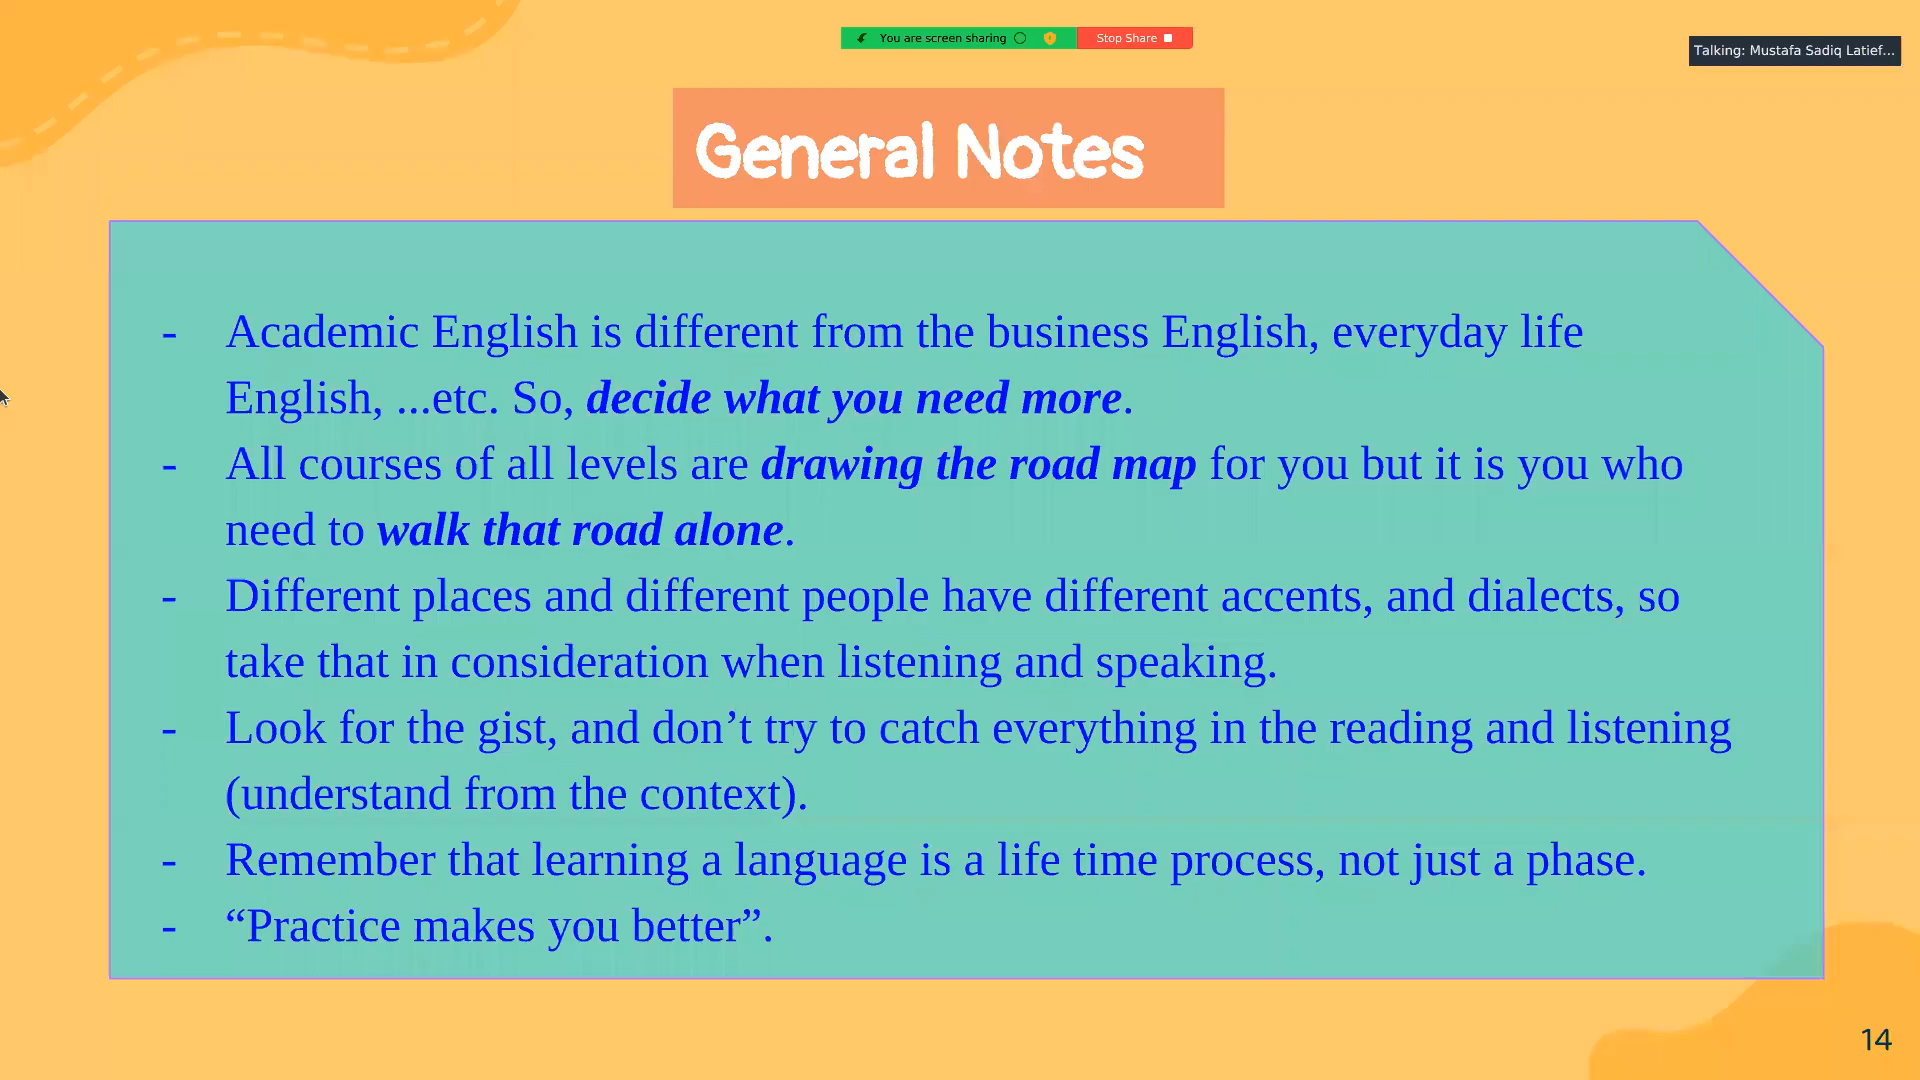 You are screen sharing
Stop Share
Talking: Mustafa Sadiq Latief...
General Notes
- Academic English is different from the business English, everyday life
English, ...etc. So, decide what you need more.
- All courses of all levels are drawing the road map for you but it is you who
need to walk that road alone.
- Different places and different people have different accents, and dialects, so
take that in consideration when listening and speaking.
- Look for the gist, and don’t try to catch everything in the reading and listening
(understand from the context).
- Remember that learning a language is a life time process, not just a phase.
- “Practice makes you better”.
14